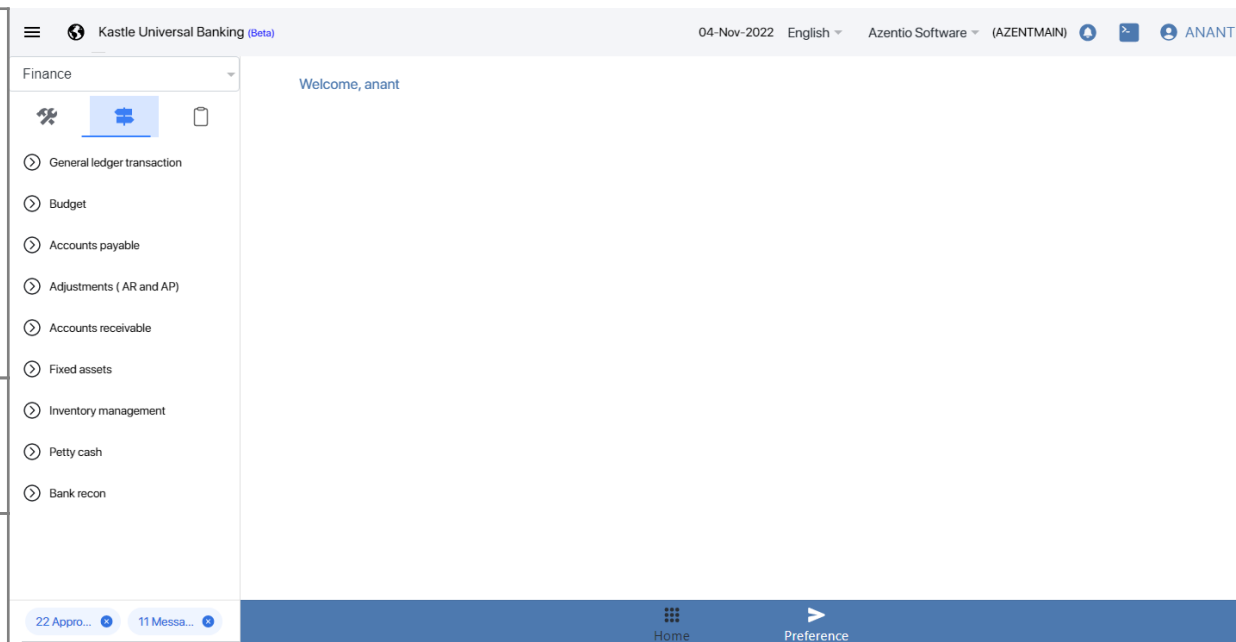 Kastle Universal Banking (Beta) 04-Nov-2022 English Azentio Software (AZENTMAIN) ANANT
Finance
Welcome, anant
General ledger transaction
Budget
Accounts payable
Adjustments ( AR and AP)
Accounts receivable
Fixed assets
Inventory management
Petty cash
Bank recon
22 Appro... 11 Messa...
Home Preference